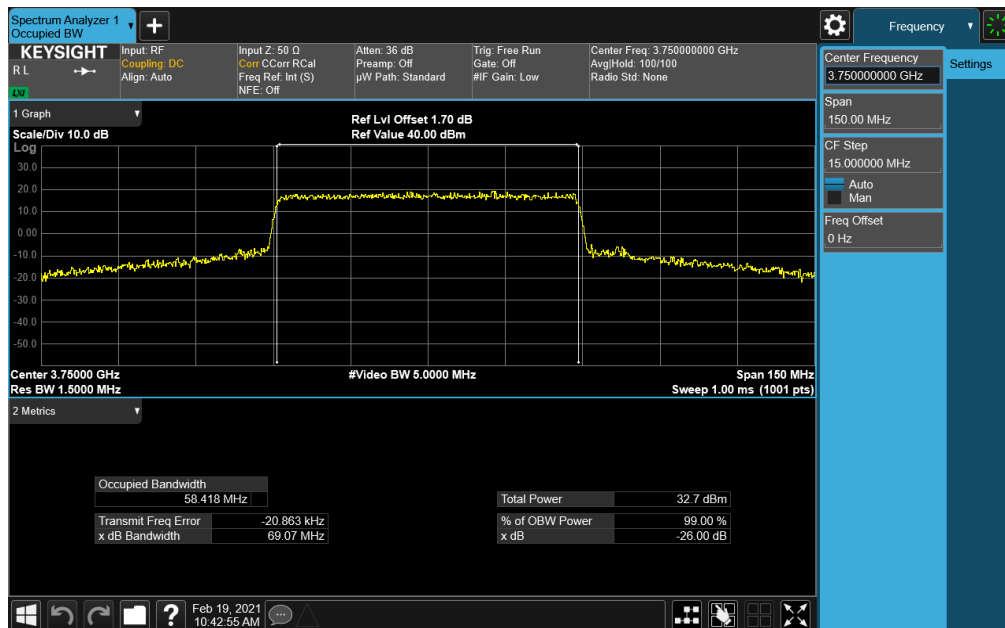 Spectrum Analyzer 1
Occupied BW
Frequency
KEYSIGHT
R L
LXI
Input: RF
Coupling: DC
Align: Auto
Input Z: 50 Ω
Corr CCorr RCal
Freq Ref: Int (S)
NFE: Off
Atten: 36 dB
Preamp: Off
µW Path: Standard
Trig: Free Run
Gate: Off
#IF Gain: Low
Center Freq: 3.750000000 GHz
Avg|Hold: 100/100
Radio Std: None
Center Frequency
3.750000000 GHz
Settings
Span
150.00 MHz
CF Step
15.000000 MHz
Auto
Man
Freq Offset
0 Hz
1 Graph
Scale/Div 10.0 dB
Ref Lvl Offset 1.70 dB
Ref Value 40.00 dBm
Log
30.0
20.0
10.0
0.00
-10.0
-20.0
-30.0
-40.0
-50.0
Center 3.75000 GHz
Res BW 1.5000 MHz
#Video BW 5.0000 MHz
Span 150 MHz
Sweep 1.00 ms (1001 pts)
2 Metrics
Occupied Bandwidth
58.418 MHz
Transmit Freq Error -20.863 kHz
x dB Bandwidth 69.07 MHz
Total Power 32.7 dBm
% of OBW Power 99.00 %
x dB -26.00 dB
?
Feb 19, 2021
10:42:55 AM